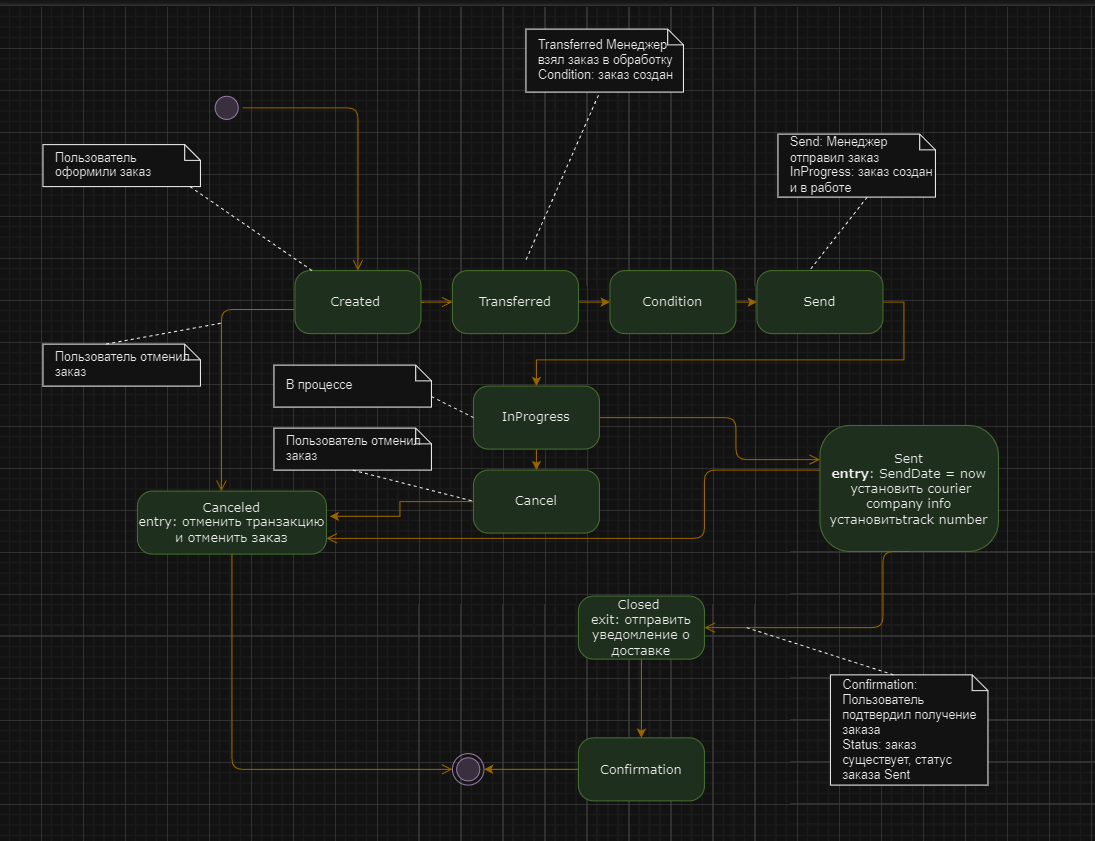 Transferred Менеджер
взял заказ в обработку
Condition: заказ создан
Send: Менеджер
отправил заказ
InProgress: заказ создан
и в работе
Пользователь
оформили заказ
Created
Transferred
Condition
Send
Пользователь отменил
заказ
В процессе
InProgress
Пользователь отменил
заказ
Cancel
Sent
entry: SendDate = now
установить courier
company info
установитьtrack number
Canceled
entry: отменить транзакцию
и отменить заказ
Closed
exit: отправить
уведомление о
доставке
Confirmation:
Пользователь
подтвердил получение
заказа
Status: заказ
существует, статус
заказа Sent
Confirmation